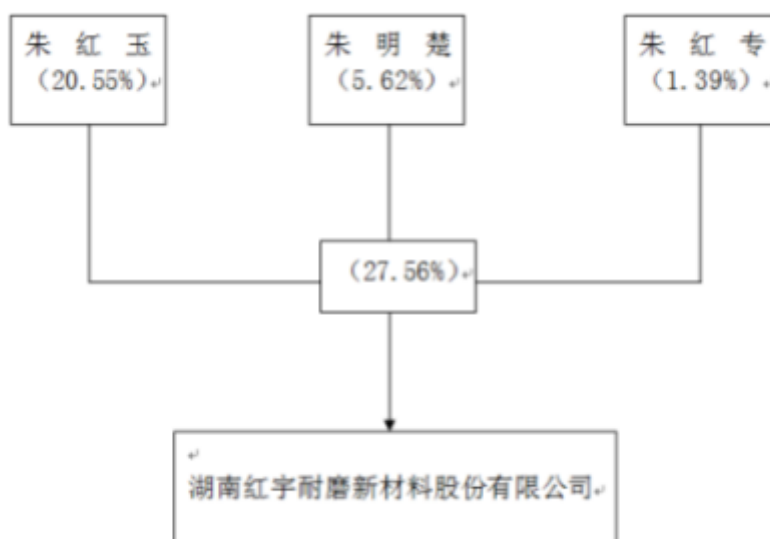 朱 红 玉
（20.55%）
朱 明 楚
（5.62%）
朱 红 专
（1.39%）
（27.56%）
湖南红宇耐磨新材料股份有限公司